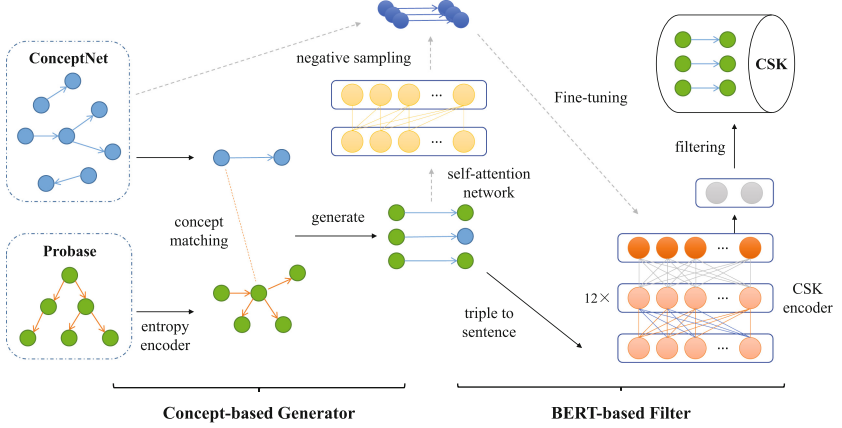 ConceptNet
negative sampling
Fine-tuning
CSK
...
...
filtering
self-attention
network
concept
matching
generate
Probase
entropy
encoder
triple to
sentence
...
12×
...
...
CSK
encoder
Concept-based Generator
BERT-based Filter